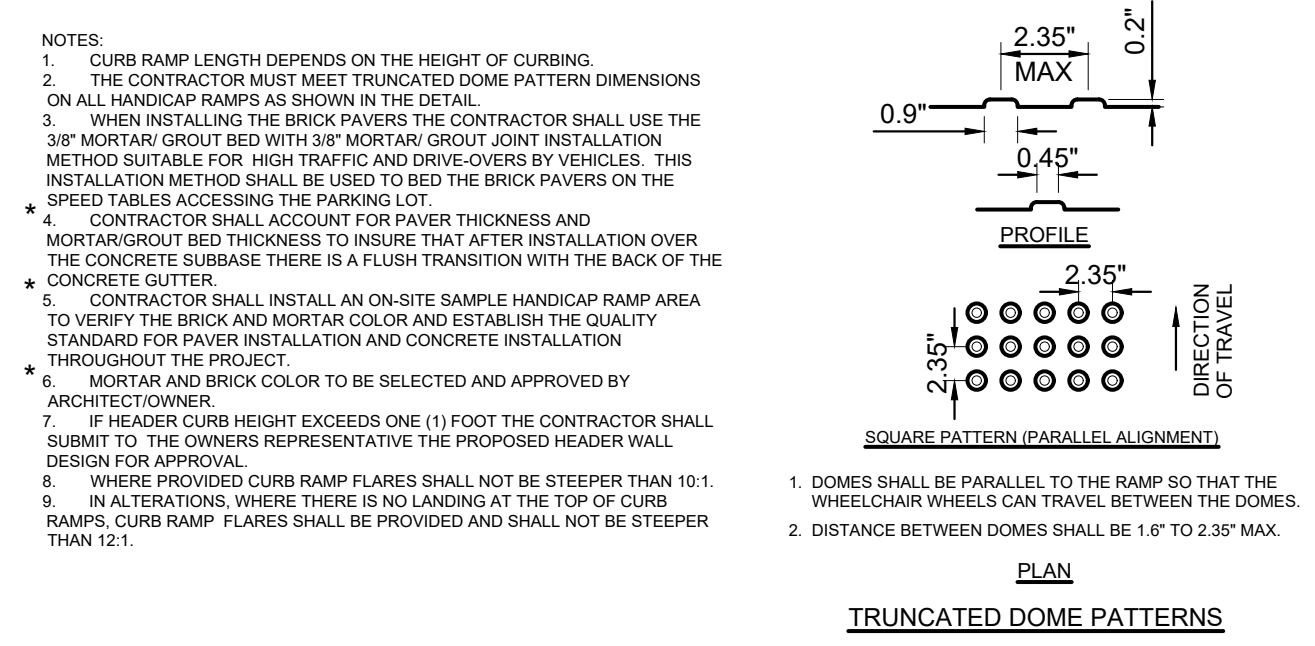 NOTES:
1. CURB RAMP LENGTH DEPENDS ON THE HEIGHT OF CURBING.
2. THE CONTRACTOR MUST MEET TRUNCATED DOME PATTERN DIMENSIONS
ON ALL HANDICAP RAMPS AS SHOWN IN THE DETAIL.
3. WHEN INSTALLING THE BRICK PAVERS THE CONTRACTOR SHALL USE THE
3/8" MORTAR/ GROUT BED WITH 3/8" MORTAR/ GROUT JOINT INSTALLATION
METHOD SUITABLE FOR HIGH TRAFFIC AND DRIVE-OVERS BY VEHICLES. THIS
INSTALLATION METHOD SHALL BE USED TO BED THE BRICK PAVERS ON THE
SPEED TABLES ACCESSING THE PARKING LOT.
* 4. CONTRACTOR SHALL ACCOUNT FOR PAVER THICKNESS AND
MORTAR/GROUT BED THICKNESS TO INSURE THAT AFTER INSTALLATION OVER
THE CONCRETE SUBBASE THERE IS A FLUSH TRANSITION WITH THE BACK OF THE
* CONCRETE GUTTER.
5. CONTRACTOR SHALL INSTALL AN ON-SITE SAMPLE HANDICAP RAMP AREA
TO VERIFY THE BRICK AND MORTAR COLOR AND ESTABLISH THE QUALITY
STANDARD FOR PAVER INSTALLATION AND CONCRETE INSTALLATION
THROUGHOUT THE PROJECT.
* 6. MORTAR AND BRICK COLOR TO BE SELECTED AND APPROVED BY
ARCHITECT/OWNER.
7. IF HEADER CURB HEIGHT EXCEEDS ONE (1) FOOT THE CONTRACTOR SHALL
SUBMIT TO THE OWNERS REPRESENTATIVE THE PROPOSED HEADER WALL
DESIGN FOR APPROVAL.
8. WHERE PROVIDED CURB RAMP FLARES SHALL NOT BE STEEPER THAN 10:1.
9. IN ALTERATIONS, WHERE THERE IS NO LANDING AT THE TOP OF CURB
RAMPS, CURB RAMP FLARES SHALL BE PROVIDED AND SHALL NOT BE STEEPER
THAN 12:1.
2.35"
MAX
0.2"
0.9"
0.45"
PROFILE
2.35"
2.35"
DIRECTION
OF TRAVEL
SQUARE PATTERN (PARALLEL ALIGNMENT)
1. DOMES SHALL BE PARALLEL TO THE RAMP SO THAT THE
WHEELCHAIR WHEELS CAN TRAVEL BETWEEN THE DOMES.
2. DISTANCE BETWEEN DOMES SHALL BE 1.6" TO 2.35" MAX.
PLAN
TRUNCATED DOME PATTERNS